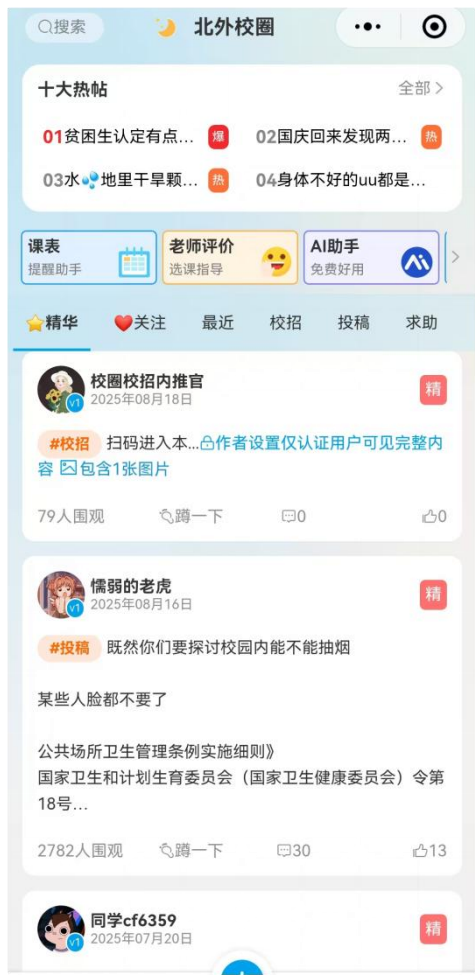 搜索
北外校圈
十大热帖
全部>
01贫困生认定有点... 爆
02国庆回来发现两... 热
03水💦地里干旱颗... 热
04身体不好的uu都是...
课表
提醒助手
老师评价
选课指导
AI助手
免费好用
>
⭐精华 ❤️关注 最近 校招 投稿 求助
校圈校招内推官
V1
2025年08月18日
精
#校招 扫码进入本...作者设置仅认证用户可见完整内
容 包含1张图片
79人围观 蹲一下 0 0
懦弱的老虎
V1
2025年08月16日
精
#投稿 既然你们要探讨校园内能不能抽烟
某些人脸都不要了
公共场所卫生管理条例实施细则》
国家卫生和计划生育委员会（国家卫生健康委员会）令第
18号...
2782人围观 蹲一下 30 13
同学cf6359
2025年07月20日
精